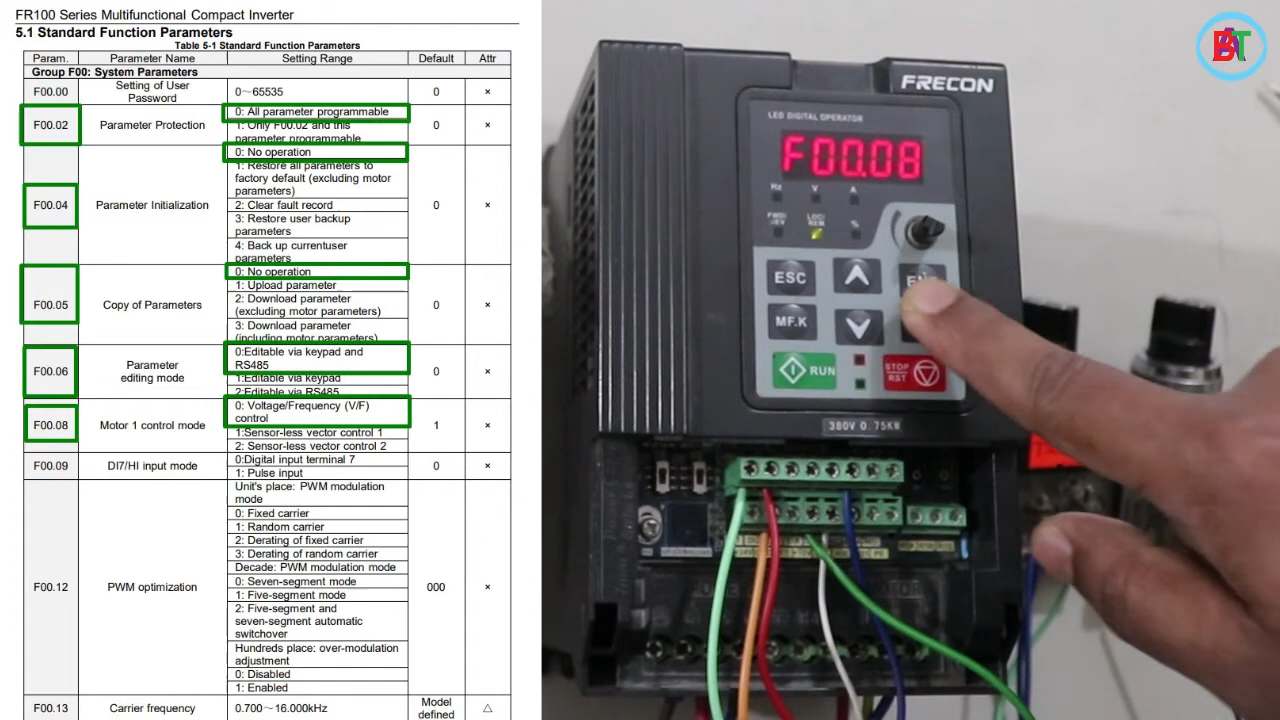 FR100 Series Multifunctional Compact Inverter
5.1 Standard Function Parameters
Table 5-1 Standard Function Parameters
Param. Parameter Name Setting Range Default Attr
Group F00: System Parameters
F00.00 Setting of User Password 0～65535 0 ×
F00.02 Parameter Protection 0 ×
0: All parameter programmable
1: Only F00.02 and this
parameter programmable
F00.04 Parameter Initialization 0 ×
0: No operation
1: Restore all parameters to
factory default (excluding motor
parameters)
2: Clear fault record
3: Restore user backup
parameters
4: Back up currentuser
parameters
F00.05 Copy of Parameters 0 ×
0: No operation
1: Upload parameter
2: Download parameter
(excluding motor parameters)
3: Download parameter
(including motor parameters)
F00.06 Parameter editing mode 0 ×
0:Editable via keypad and
RS485
1:Editable via keypad
2:Editable via RS485
F00.08 Motor 1 control mode 1 ×
0: Voltage/Frequency (V/F)
control
1:Sensor-less vector control 1
2: Sensor-less vector control 2
F00.09 DI7/HI input mode 0 ×
0:Digital input terminal 7
1: Pulse input
F00.12 PWM optimization 000 ×
Unit's place: PWM modulation
mode
0: Fixed carrier
1: Random carrier
2: Derating of fixed carrier
3: Derating of random carrier
Decade: PWM modulation mode
0: Seven-segment mode
1: Five-segment mode
2: Five-segment and
seven-segment automatic
switchover
Hundreds place: over-modulation
adjustment
0: Disabled
1: Enabled
F00.13 Carrier frequency 0.700～16.000kHz Model defined △
BAT
FRECON
LED DIGITAL OPERATOR
F00.08
Hz V A
FWD/
/REV
LOC/
REM
%
ESC
MF.K
RUN
STOP/
RST
380V 0.75KW